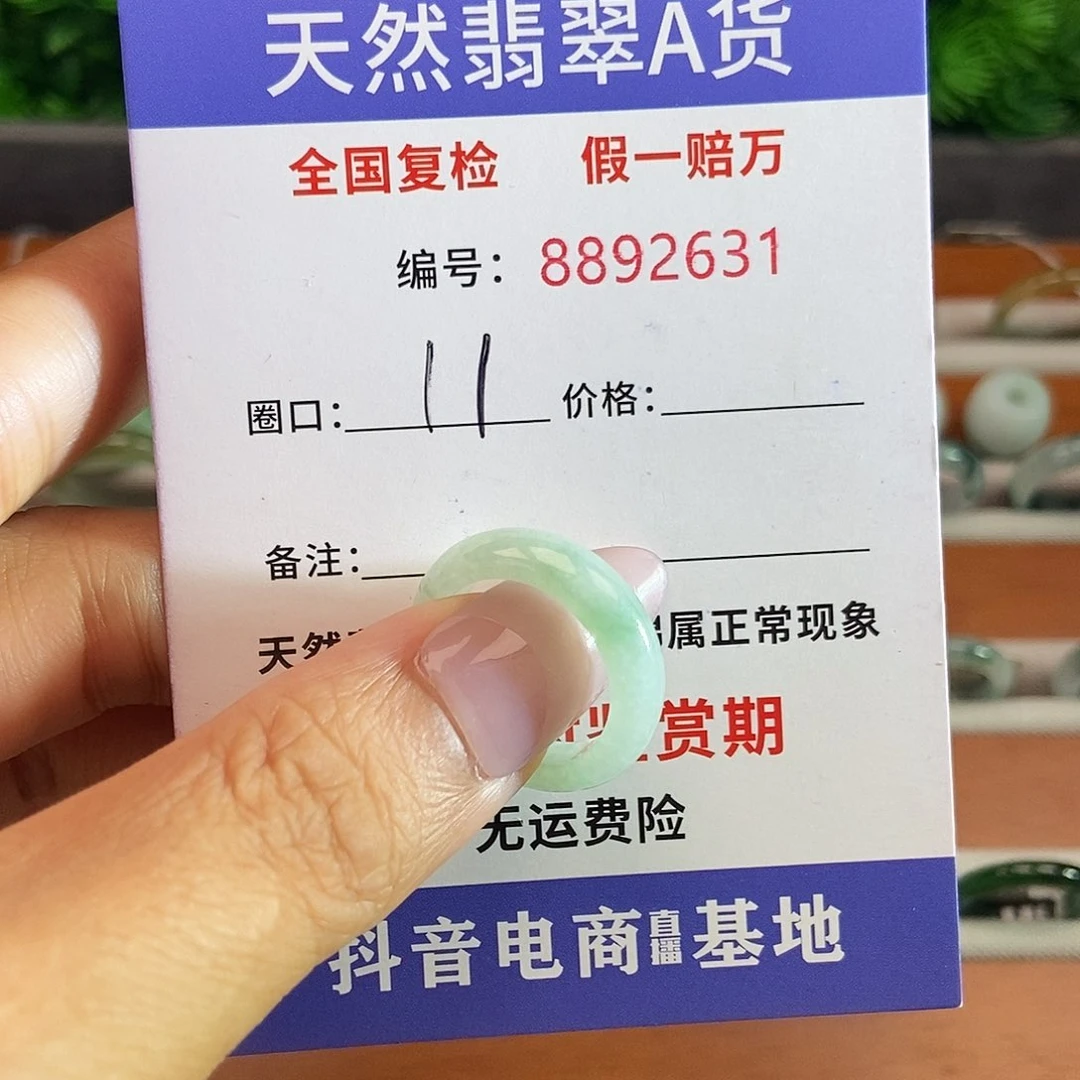 天然翡翠A货
全国复检 假一赔万
编号：8892631
圈口：11 价格：
备注：
天然 属正常现象
赏期
无运费险
抖音电商直播基地